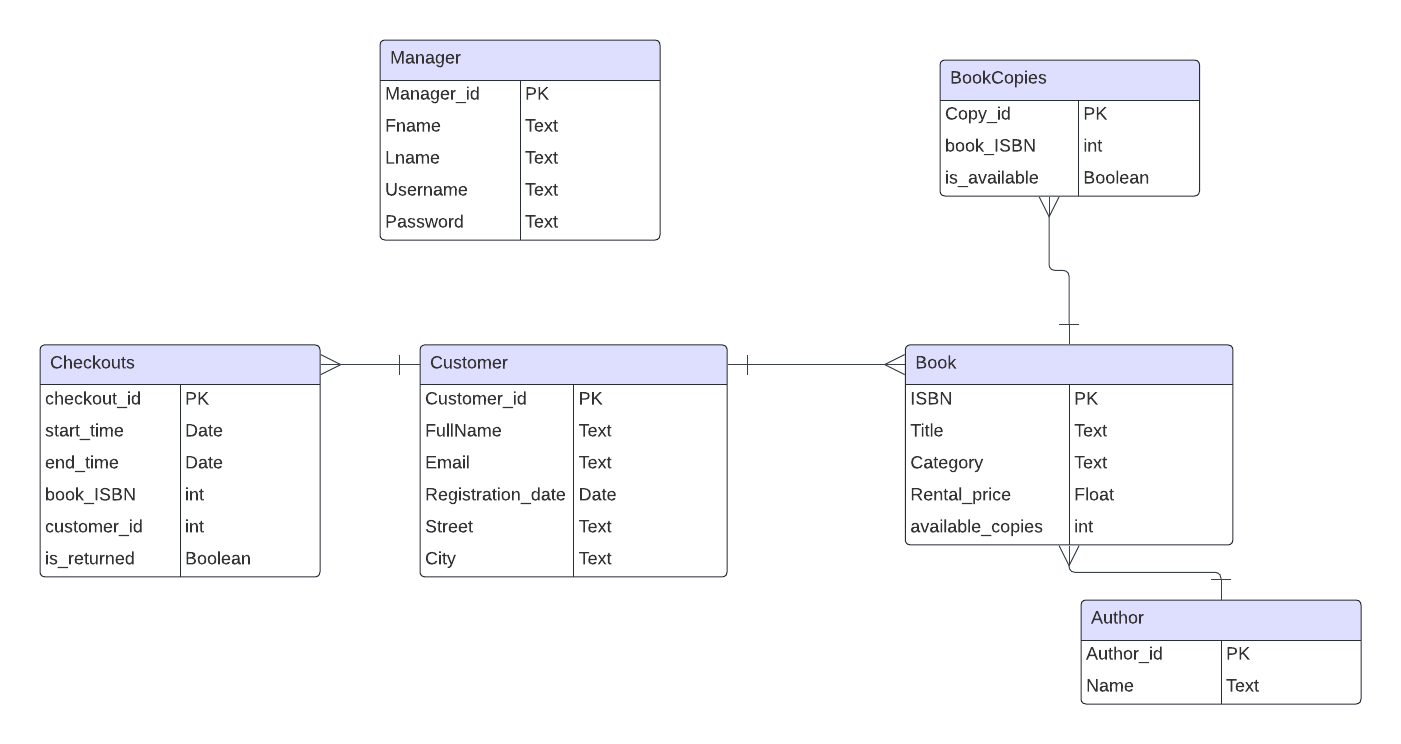 Manager
Manager_id PK
Fname Text
Lname Text
Username Text
Password Text
BookCopies
Copy_id PK
book_ISBN int
is_available Boolean
Checkouts
checkout_id PK
start_time Date
end_time Date
book_ISBN int
customer_id int
is_returned Boolean
Customer
Customer_id PK
FullName Text
Email Text
Registration_date Date
Street Text
City Text
Book
ISBN PK
Title Text
Category Text
Rental_price Float
available_copies int
Author
Author_id PK
Name Text